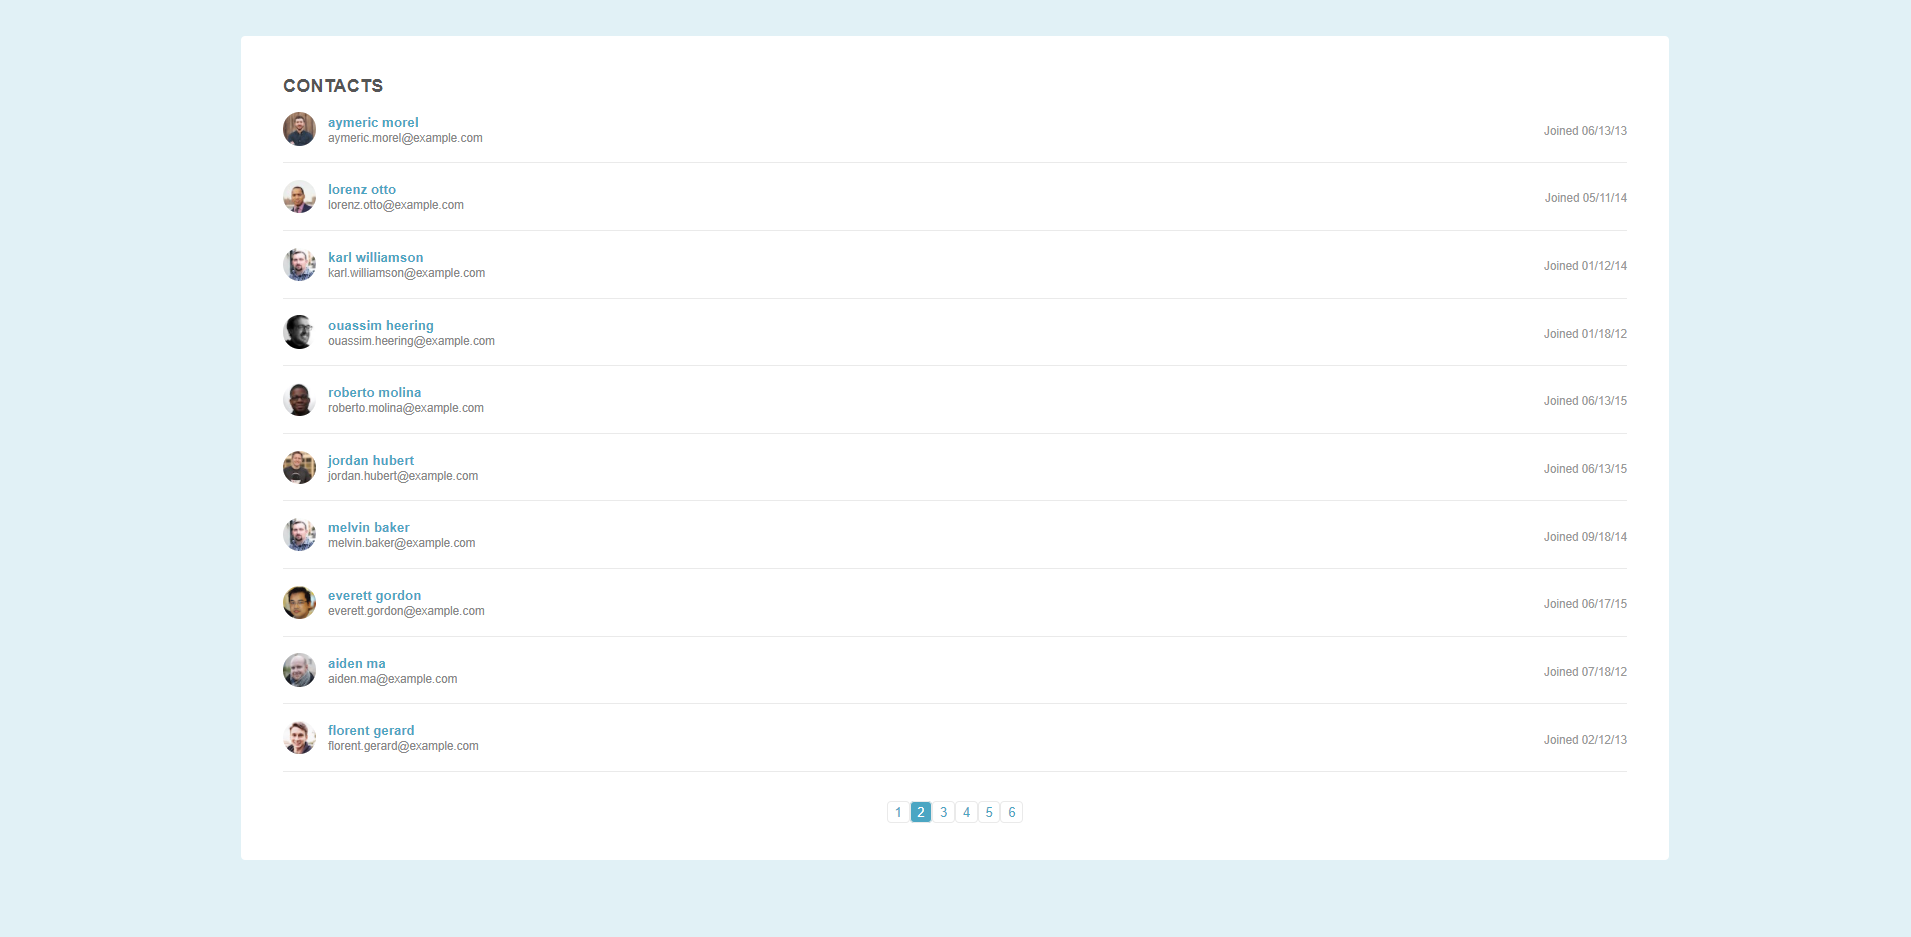 CONTACTS
aymeric morel
aymeric.morel@example.com
Joined 06/13/13
lorenz otto
lorenz.otto@example.com
Joined 05/11/14
karl williamson
karl.williamson@example.com
Joined 01/12/14
ouassim heering
ouassim.heering@example.com
Joined 01/18/12
roberto molina
roberto.molina@example.com
Joined 06/13/15
jordan hubert
jordan.hubert@example.com
Joined 06/13/15
melvin baker
melvin.baker@example.com
Joined 09/18/14
everett gordon
everett.gordon@example.com
Joined 06/17/15
aiden ma
aiden.ma@example.com
Joined 07/18/12
florent gerard
florent.gerard@example.com
Joined 02/12/13
1 2 3 4 5 6